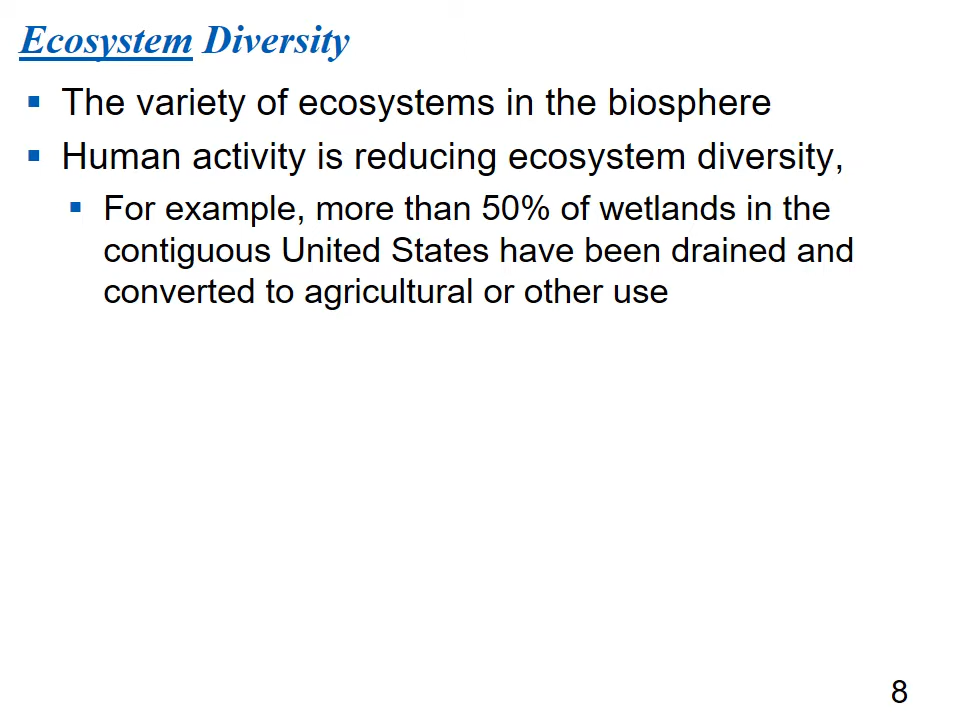 Ecosystem Diversity
▪ The variety of ecosystems in the biosphere
▪ Human activity is reducing ecosystem diversity,
▪ For example, more than 50% of wetlands in the
contiguous United States have been drained and
converted to agricultural or other use
8